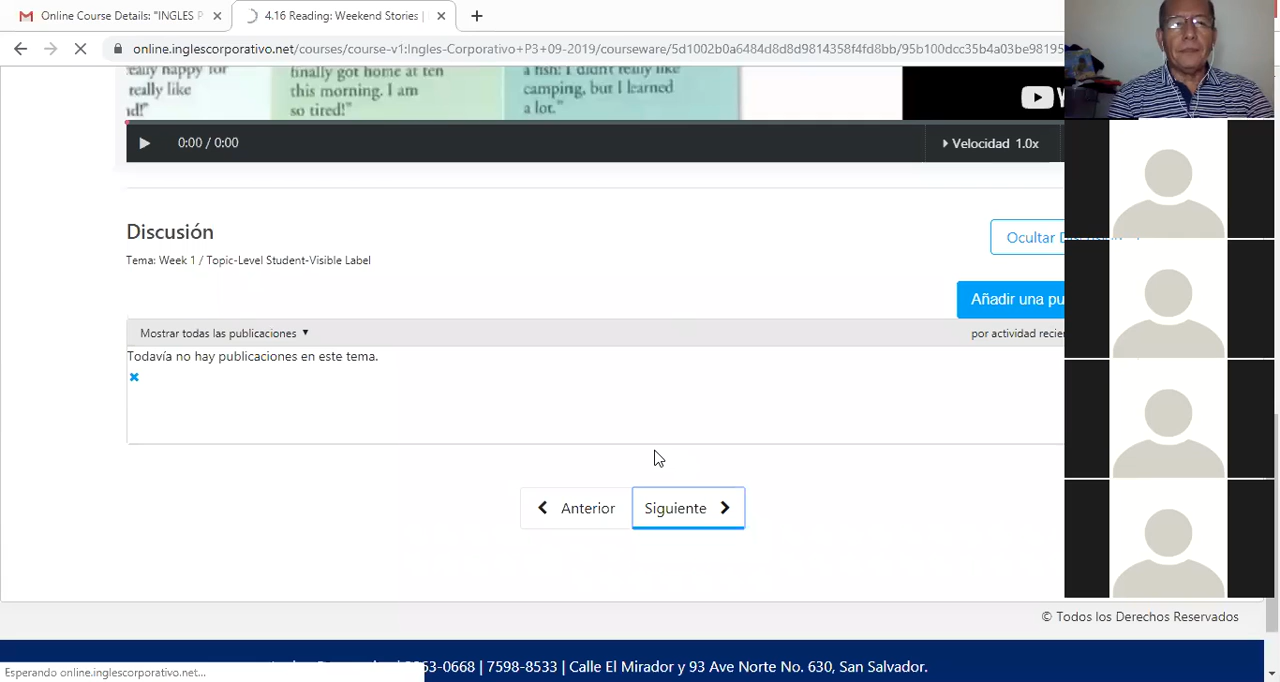 Online Course Details: "INGLES P
4.16 Reading: Weekend Stories |
online.inglescorporativo.net/courses/course-v1:Ingles-Corporativo+P3+09-2019/courseware/5d1002b0a6484d8d8d9814358f4fd8bb/95b100dcc35b4a03be98195
really happy for
really like
finally got home at ten
this morning. I am
so tired!"
a fish! I didn't really like
camping, but I learned
a lot."
0:00 / 0:00
Velocidad 1.0x
Discusión
Ocultar
Tema: Week 1 / Topic-Level Student-Visible Label
Añadir una pu
Mostrar todas las publicaciones
por actividad recien
Todavía no hay publicaciones en este tema.
Anterior
Siguiente
© Todos los Derechos Reservados
63-0668 | 7598-8533 | Calle El Mirador y 93 Ave Norte No. 630, San Salvador.
Esperando online.inglescorporativo.net...